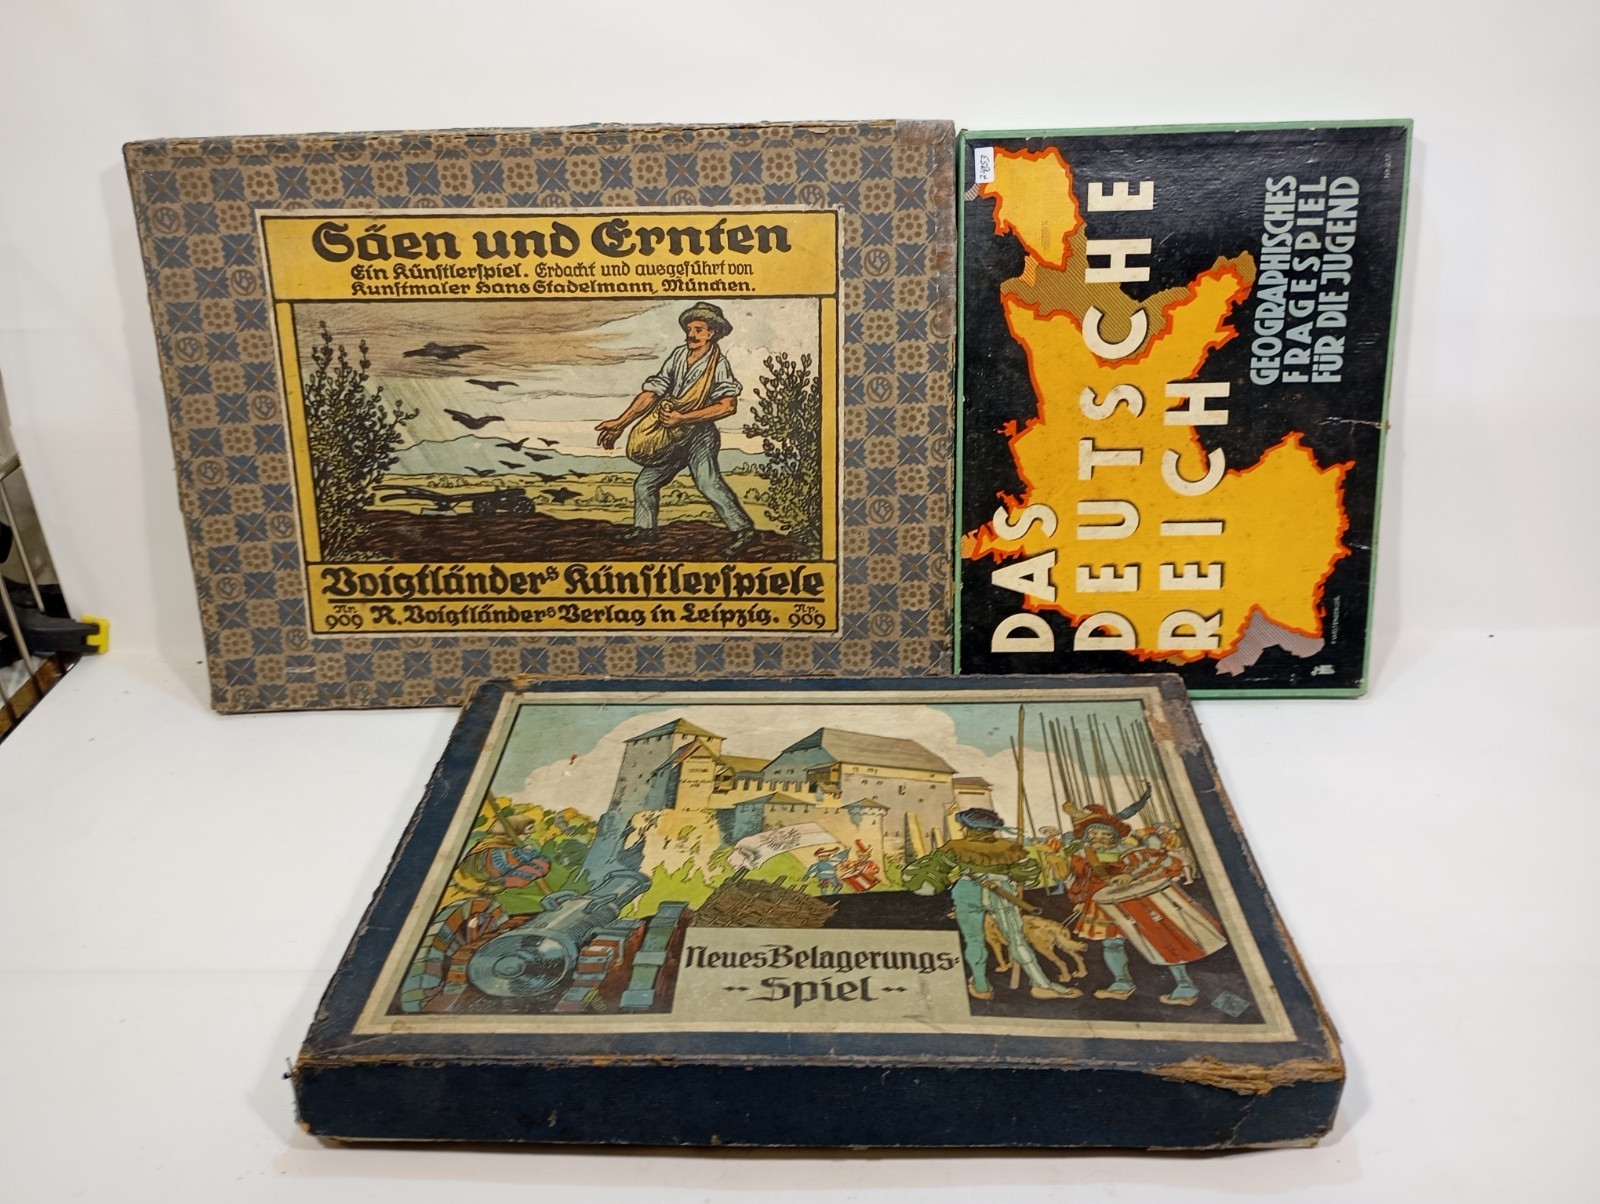 Säen und Ernten
Ein Künstlerspiel. Erdacht und ausgeführt von
Kunstmaler Hans Stadelmann, München.
Voigtländers Künstlerspiele
Nr. 909 R. Voigtländers Verlag in Leipzig. Nr. 909
DAS
DEUTSCHE
REICH
GEOGRAPHISCHES
FRAGESPIEL
FÜR DIE JUGEND
Neues Belagerungs-
Spiel